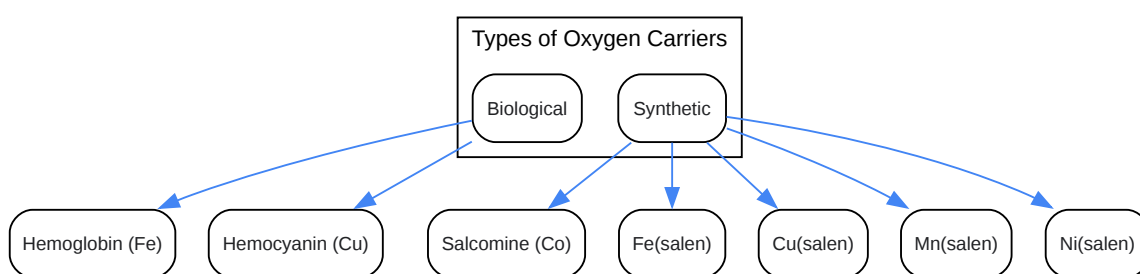 Types of Oxygen Carriers
Biological
Synthetic
Hemoglobin (Fe)
Hemocyanin (Cu)
Salcomine (Co)
Fe(salen)
Cu(salen)
Mn(salen)
Ni(salen)